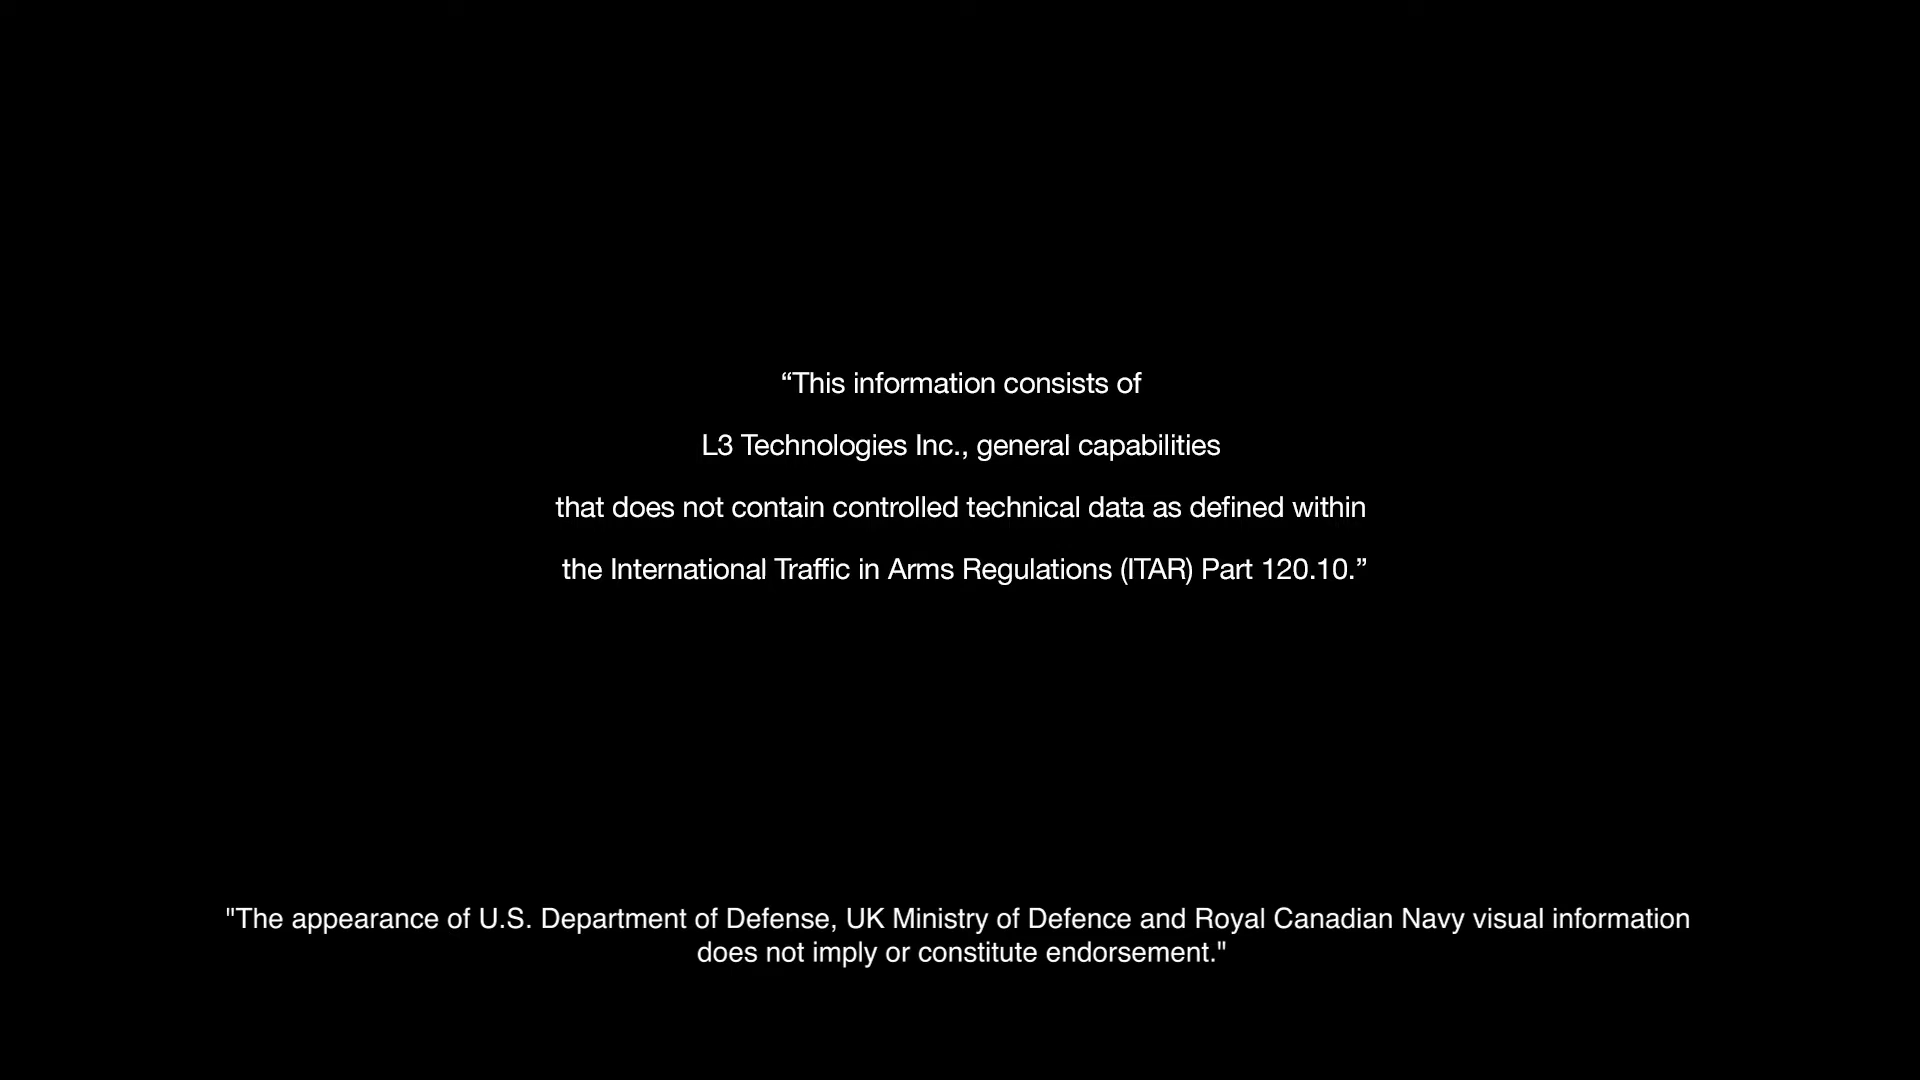 “This information consists of
L3 Technologies Inc., general capabilities
that does not contain controlled technical data as defined within
the International Traffic in Arms Regulations (ITAR) Part 120.10.”
"The appearance of U.S. Department of Defense, UK Ministry of Defence and Royal Canadian Navy visual information
does not imply or constitute endorsement."